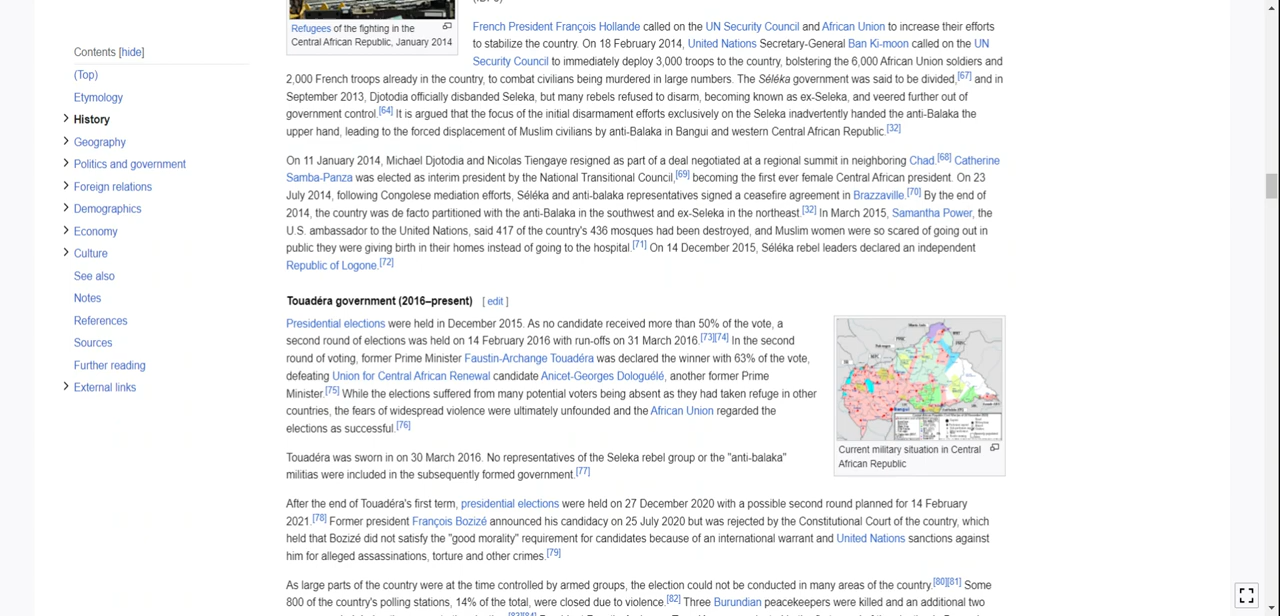 Refugees of the fighting in the
Central African Republic, January 2014
Contents [hide]
(Top)
Etymology
History
Geography
Politics and government
Foreign relations
Demographics
Economy
Culture
See also
Notes
References
Sources
Further reading
External links
French President François Hollande called on the UN Security Council and African Union to increase their efforts
to stabilize the country. On 18 February 2014, United Nations Secretary-General Ban Ki-moon called on the UN
Security Council to immediately deploy 3,000 troops to the country, bolstering the 6,000 African Union soldiers and
2,000 French troops already in the country, to combat civilians being murdered in large numbers. The Séléka government was said to be divided,[67] and in
September 2013, Djotodia officially disbanded Seleka, but many rebels refused to disarm, becoming known as ex-Seleka, and veered further out of
government control.[64] It is argued that the focus of the initial disarmament efforts exclusively on the Seleka inadvertently handed the anti-Balaka the
upper hand, leading to the forced displacement of Muslim civilians by anti-Balaka in Bangui and western Central African Republic.[32]
On 11 January 2014, Michael Djotodia and Nicolas Tiengaye resigned as part of a deal negotiated at a regional summit in neighboring Chad.[68] Catherine
Samba-Panza was elected as interim president by the National Transitional Council,[69] becoming the first ever female Central African president. On 23
July 2014, following Congolese mediation efforts, Séléka and anti-balaka representatives signed a ceasefire agreement in Brazzaville.[70] By the end of
2014, the country was de facto partitioned with the anti-Balaka in the southwest and ex-Seleka in the northeast.[32] In March 2015, Samantha Power, the
U.S. ambassador to the United Nations, said 417 of the country's 436 mosques had been destroyed, and Muslim women were so scared of going out in
public they were giving birth in their homes instead of going to the hospital.[71] On 14 December 2015, Séléka rebel leaders declared an independent
Republic of Logone.[72]
Touadéra government (2016–present) [ edit ]
Presidential elections were held in December 2015. As no candidate received more than 50% of the vote, a
second round of elections was held on 14 February 2016 with run-offs on 31 March 2016.[73][74] In the second
round of voting, former Prime Minister Faustin-Archange Touadéra was declared the winner with 63% of the vote,
defeating Union for Central African Renewal candidate Anicet-Georges Dologuélé, another former Prime
Minister.[75] While the elections suffered from many potential voters being absent as they had taken refuge in other
countries, the fears of widespread violence were ultimately unfounded and the African Union regarded the
elections as successful.[76]
Current military situation in Central
African Republic
Touadéra was sworn in on 30 March 2016. No representatives of the Seleka rebel group or the "anti-balaka"
militias were included in the subsequently formed government.[77]
After the end of Touadéra's first term, presidential elections were held on 27 December 2020 with a possible second round planned for 14 February
2021.[78] Former president François Bozizé announced his candidacy on 25 July 2020 but was rejected by the Constitutional Court of the country, which
held that Bozizé did not satisfy the "good morality" requirement for candidates because of an international warrant and United Nations sanctions against
him for alleged assassinations, torture and other crimes.[79]
As large parts of the country were at the time controlled by armed groups, the election could not be conducted in many areas of the country.[80][81] Some
800 of the country's polling stations, 14% of the total, were closed due to violence.[82] Three Burundian peacekeepers were killed and an additional two